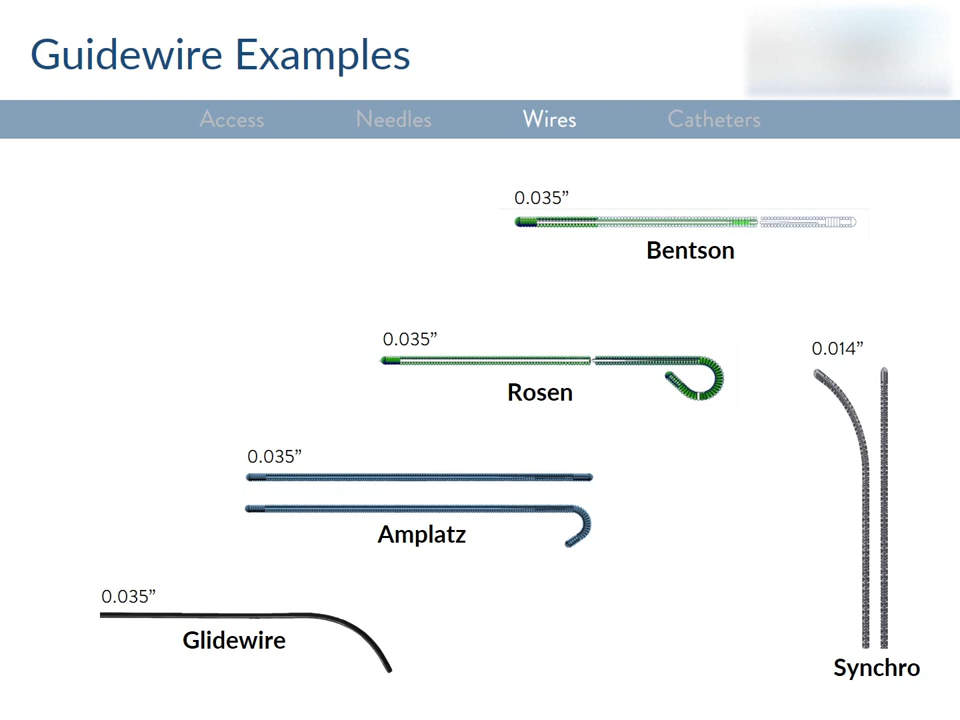 Guidewire Examples
Access Needles Wires Catheters
0.035”
Bentson
0.035”
Rosen
0.014”
0.035”
Amplatz
0.035”
Glidewire
Synchro